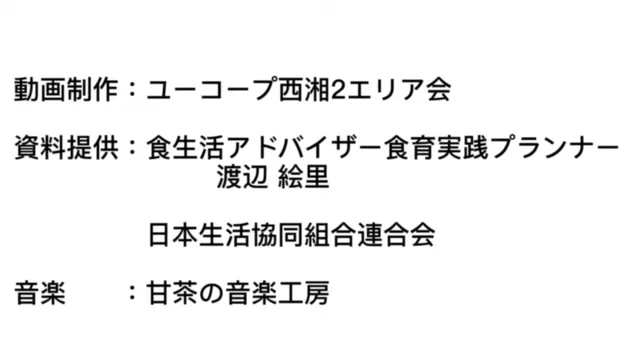 動画制作：ユーコープ西湘2エリア会
資料提供：食生活アドバイザー食育実践プランナー
渡辺 絵里
日本生活協同組合連合会
音楽　　：甘茶の音楽工房